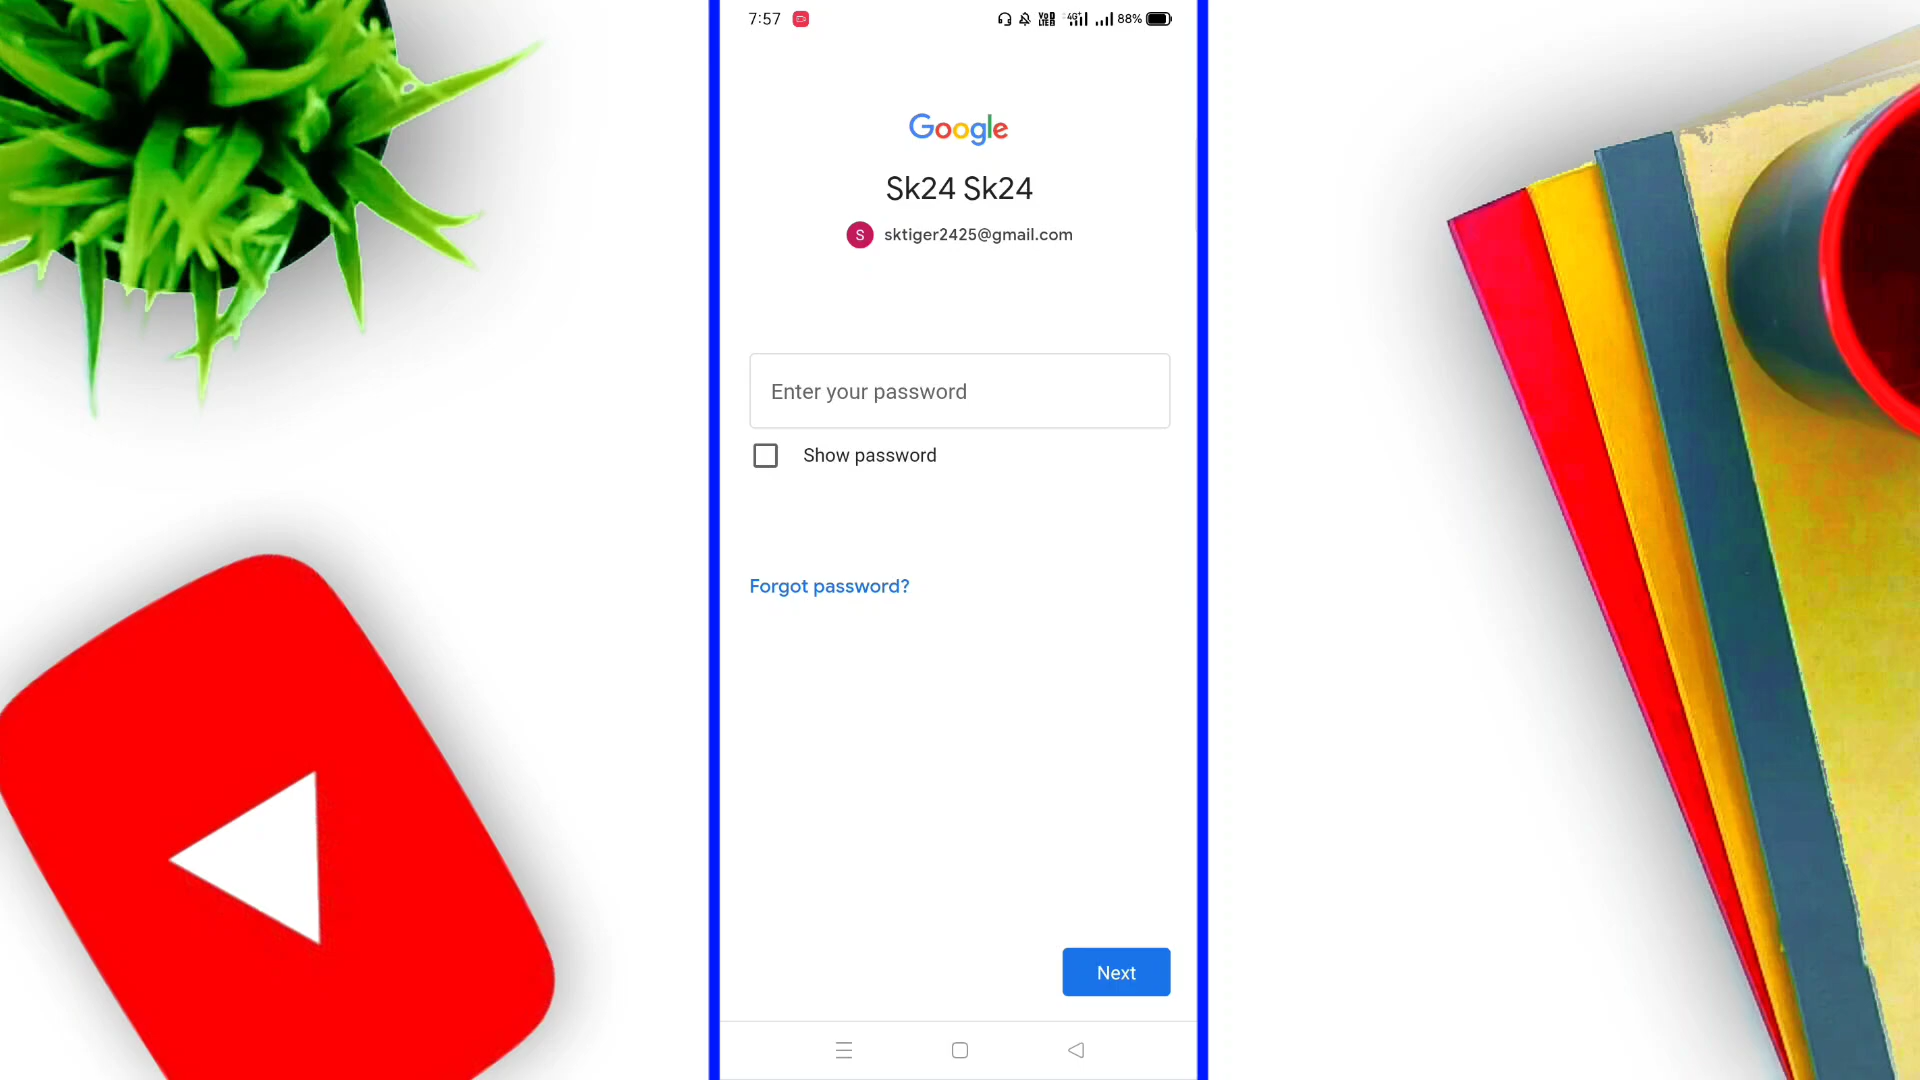 7:57
88%
Google
Sk24 Sk24
S sktiger2425@gmail.com
Enter your password
Show password
Forgot password?
Next